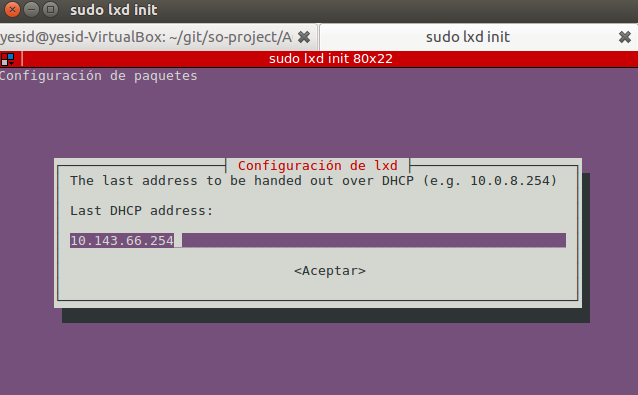 sudo lxd init
yesid@yesid-VirtualBox: ~/git/so-project/A
sudo lxd init
sudo lxd init 80x22
Configuración de paquetes
Configuración de lxd
The last address to be handed out over DHCP (e.g. 10.0.8.254)
Last DHCP address:
10.143.66.254
<Aceptar>